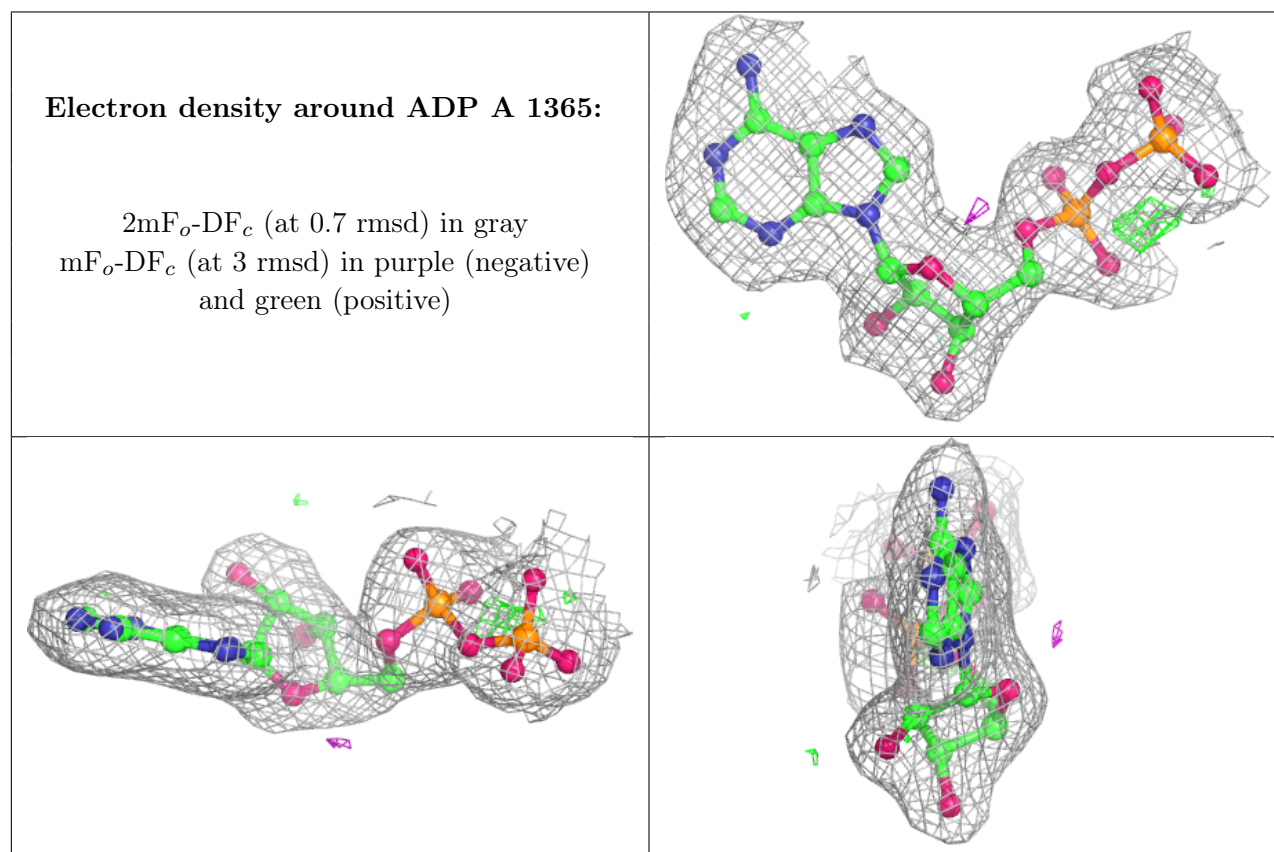 Electron density around ADP A 1365:
2mFo-DFc (at 0.7 rmsd) in gray
mFo-DFc (at 3 rmsd) in purple (negative)
and green (positive)